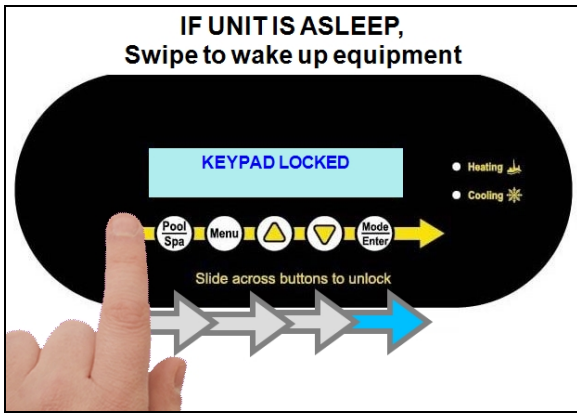 IF UNIT IS ASLEEP,
Swipe to wake up equipment
KEYPAD LOCKED
Heating
Cooling
Pool
Spa
Menu
Mode
Enter
Slide across buttons to unlock